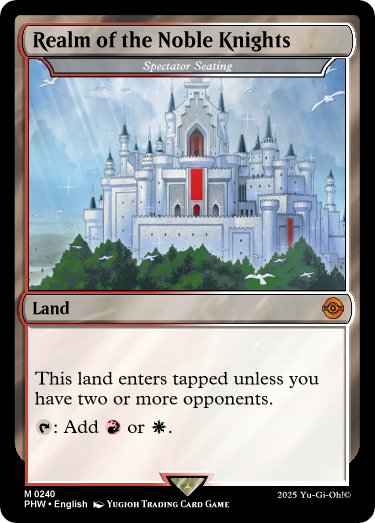 Realm of the Noble Knights
Spectator Seating
Land
This land enters tapped unless you
have two or more opponents.
: Add or .
M 0240
PHW • English Yugioh Trading Card Game
2025 Yu-Gi-Oh!©